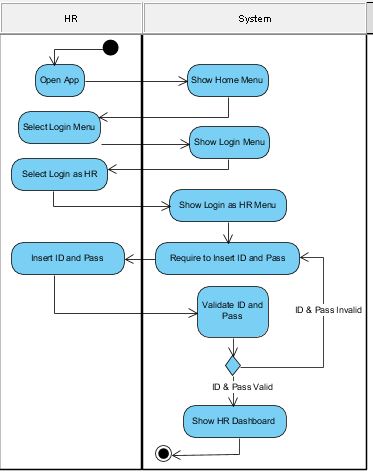 HR
System
Open App
Show Home Menu
Select Login Menu
Show Login Menu
Select Login as HR
Show Login as HR Menu
Insert ID and Pass
Require to Insert ID and Pass
Validate ID and
Pass
ID & Pass Invalid
ID & Pass Valid
Show HR Dashboard